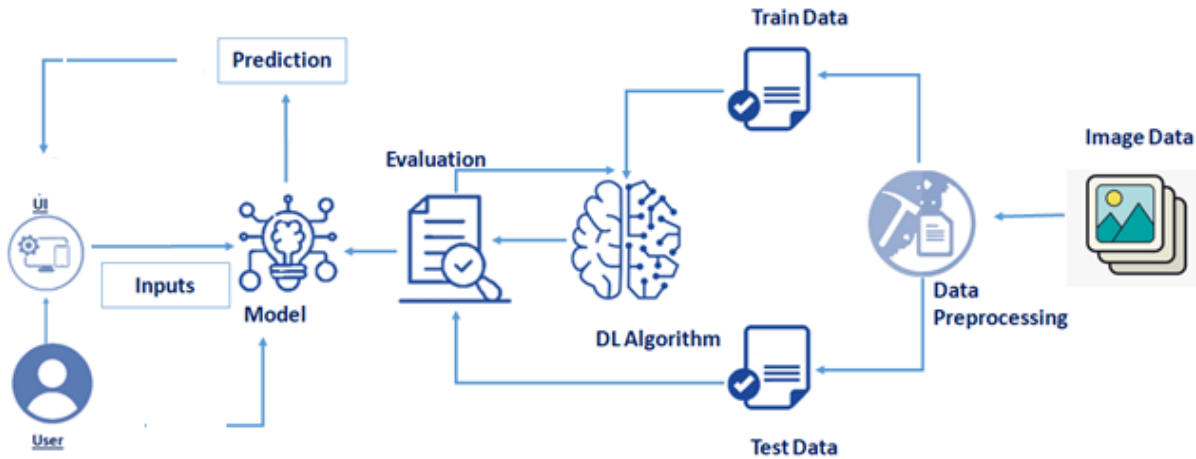 Train Data
Prediction
Image Data
Evaluation
UI
Inputs
Model
Data
Preprocessing
DL Algorithm
User
Test Data